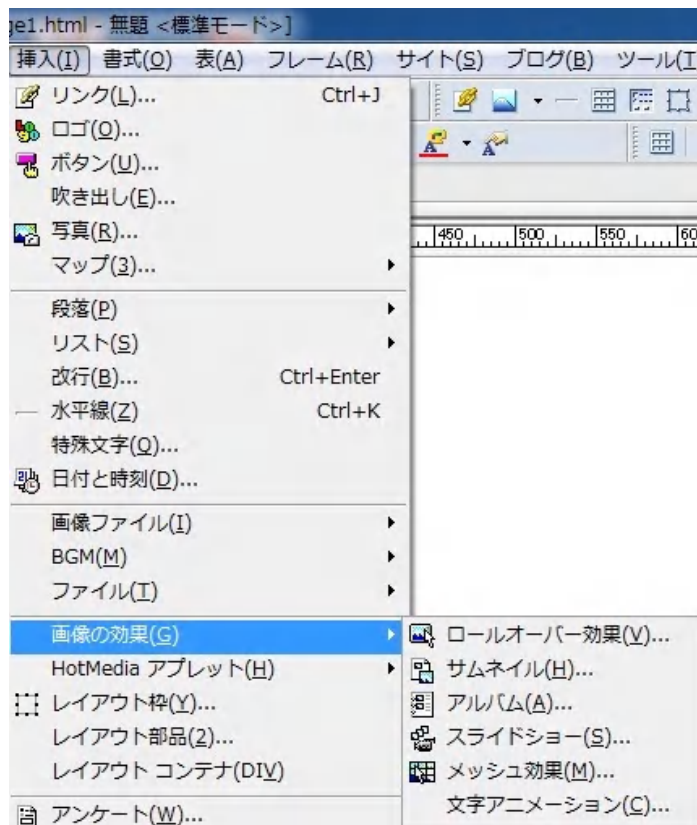 ge1.html - 無題 <標準モード>]
挿入(I) 書式(O) 表(A) フレーム(R) サイト(S) ブログ(B) ツール(T
リンク(L)... Ctrl+J
ロゴ(O)...
ボタン(U)...
吹き出し(E)...
写真(R)...
マップ(3)...
450 500 550 60
段落(P)
リスト(S)
改行(B)... Ctrl+Enter
水平線(Z) Ctrl+K
特殊文字(Q)...
日付と時刻(D)...
画像ファイル(I)
BGM(M)
ファイル(T)
画像の効果(G)
HotMedia アプレット(H)
レイアウト枠(Y)...
レイアウト部品(2)...
レイアウト コンテナ(DIV)
アンケート(W)...
ロールオーバー効果(V)...
サムネイル(H)...
アルバム(A)...
スライドショー(S)...
メッシュ効果(M)...
文字アニメーション(C)...